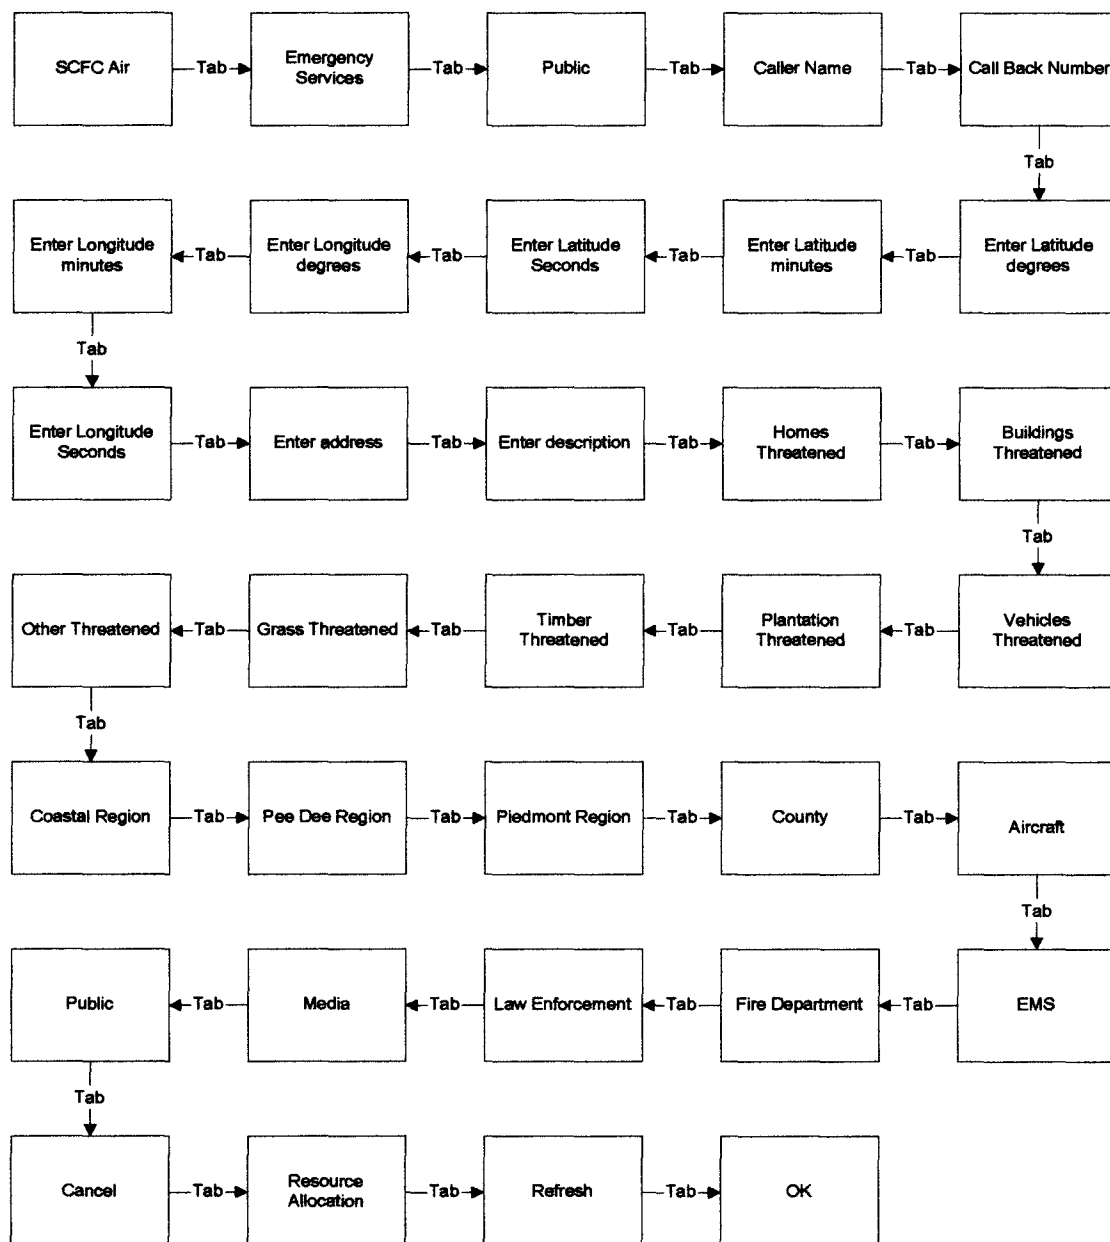 SCFC Air
Tab
Emergency
Services
Tab
Public
Tab
Caller Name
Tab
Call Back Number
Tab
Enter Longitude
minutes
Tab
Enter Longitude
degrees
Tab
Enter Latitude
Seconds
Tab
Enter Latitude
minutes
Tab
Enter Latitude
degrees
Tab
Enter Longitude
Seconds
Tab
Enter address
Tab
Enter description
Tab
Homes
Threatened
Tab
Buildings
Threatened
Tab
Other Threatened
Tab
Grass Threatened
Tab
Timber
Threatened
Tab
Plantation
Threatened
Tab
Vehicles
Threatened
Tab
Coastal Region
Tab
Pee Dee Region
Tab
Piedmont Region
Tab
County
Tab
Aircraft
Tab
Public
Tab
Media
Tab
Law Enforcement
Tab
Fire Department
Tab
EMS
Tab
Cancel
Tab
Resource
Allocation
Tab
Refresh
Tab
OK